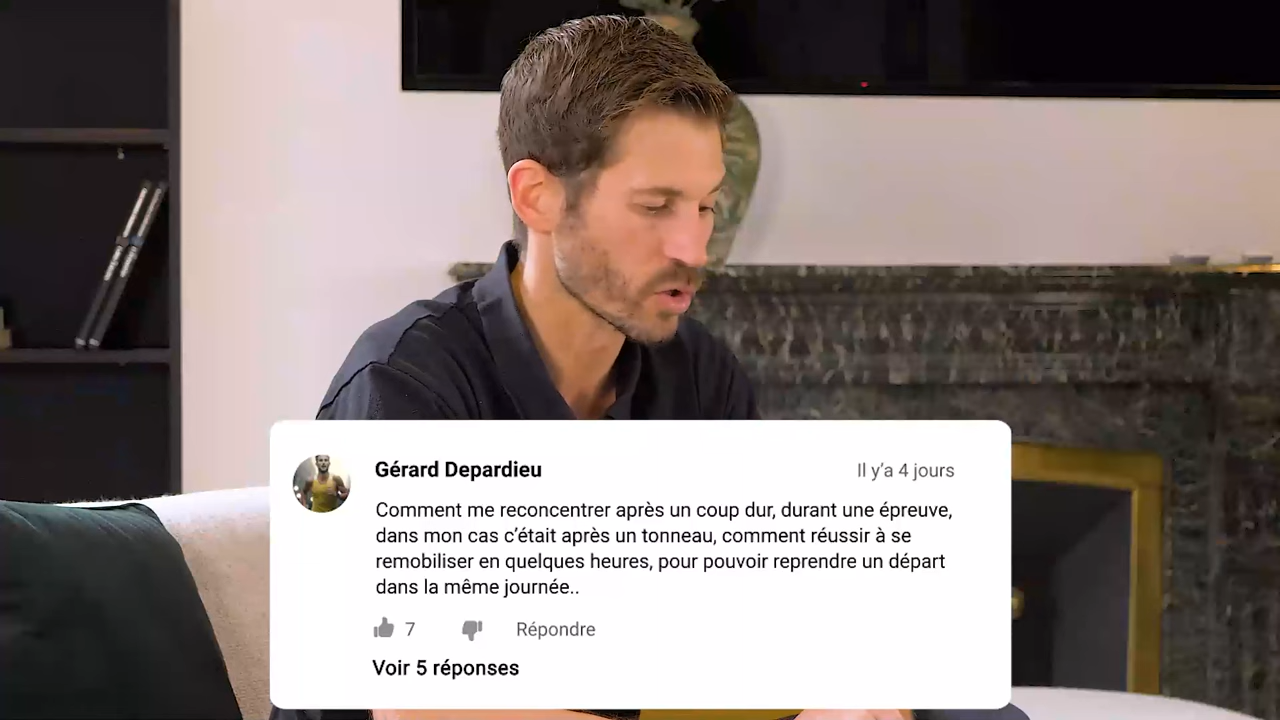 Gérard Depardieu
Il y’a 4 jours
Comment me reconcentrer après un coup dur, durant une épreuve,
dans mon cas c’était après un tonneau, comment réussir à se
remobiliser en quelques heures, pour pouvoir reprendre un départ
dans la même journée..
7
Répondre
Voir 5 réponses